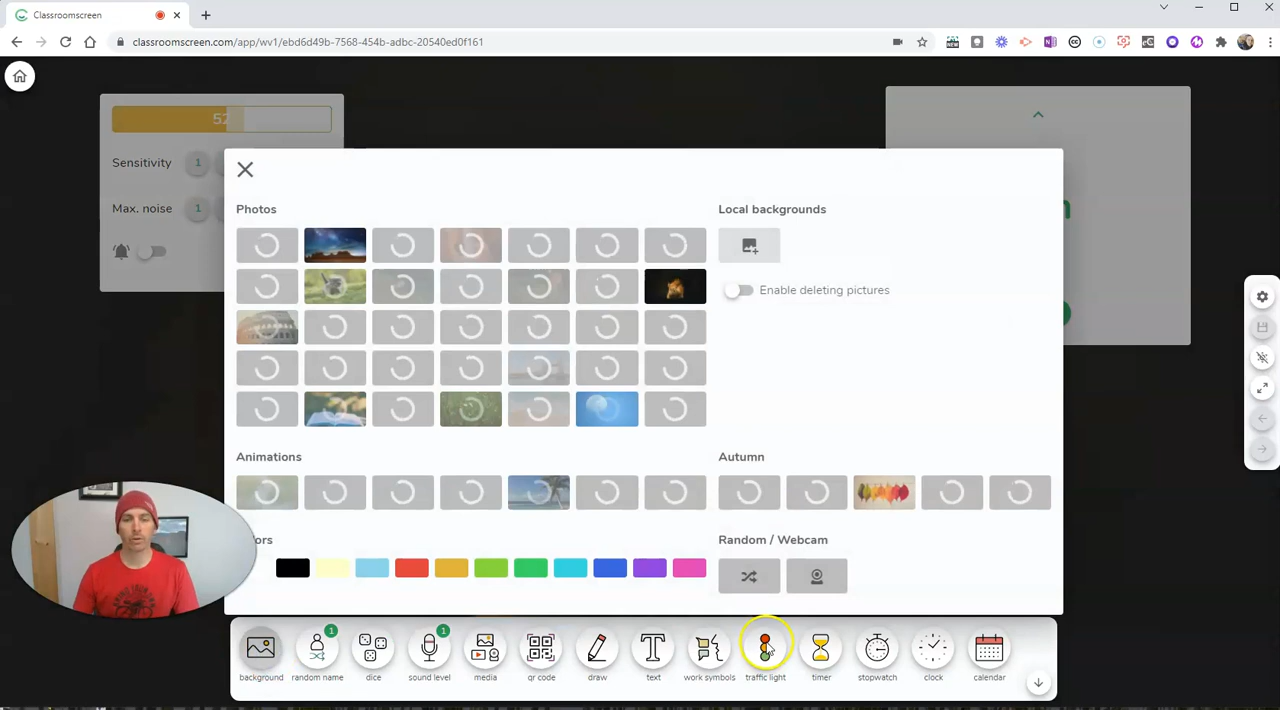 Classroomscreen
classroomscreen.com/app/wv1/ebd6d49b-7568-454b-adbc-20540ed0f161
52
Sensitivity 1
Max. noise 1
Photos
Local backgrounds
Enable deleting pictures
Animations
Autumn
ors
Random / Webcam
1
1
background
random name
dice
sound level
media
qr code
draw
text
work symbols
traffic light
timer
stopwatch
clock
calendar